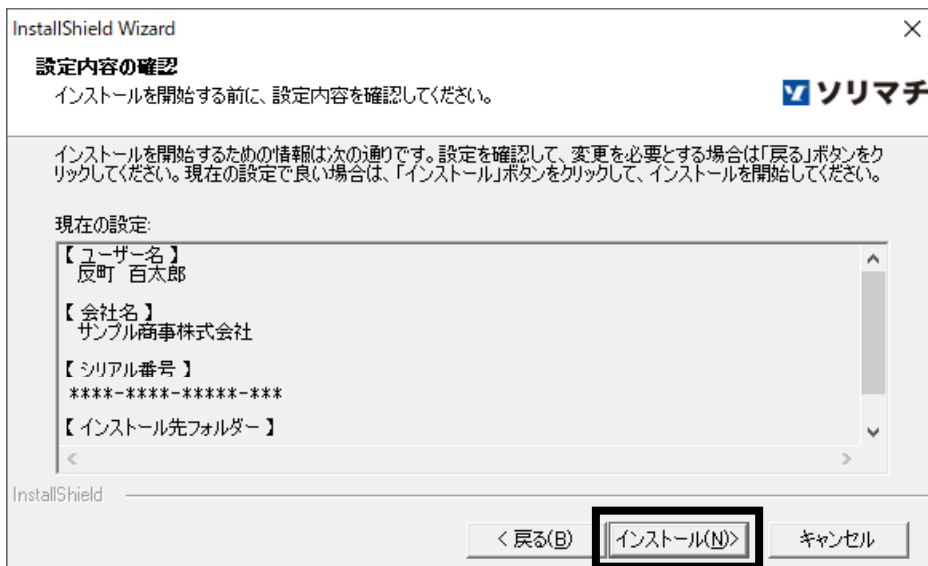 InstallShield Wizard
設定内容の確認
インストールを開始する前に、設定内容を確認してください。
ソリマチ
インストールを開始するための情報は次の通りです。設定を確認して、変更を必要とする場合は「戻る」ボタンをク
リックしてください。現在の設定で良い場合は、「インストール」ボタンをクリックして、インストールを開始してください。
現在の設定:
【 ユーザー名 】
反町 百太郎
【 会社名 】
サンプル商事株式会社
【 シリアル番号 】
****-****-*****-***
【 インストール先フォルダー 】
InstallShield
< 戻る(B)
インストール(N)>
キャンセル